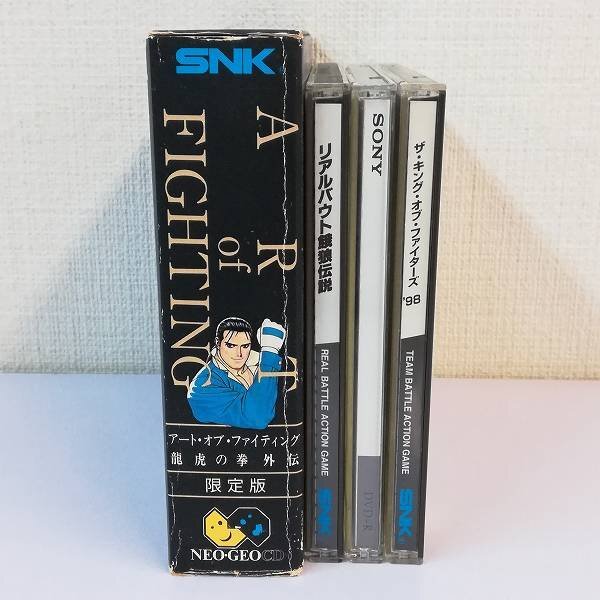 SNK
ART
of
FIGHTING
アート・オブ・ファイティング
龍虎の拳外伝
限定版
NEO・GEO CD
リアルバウト餓狼伝説
REAL BATTLE ACTION GAME
SNK
SONY
DVD-R
ザ・キング・オブ・ファイターズ '98
TEAM BATTLE ACTION GAME
SNK